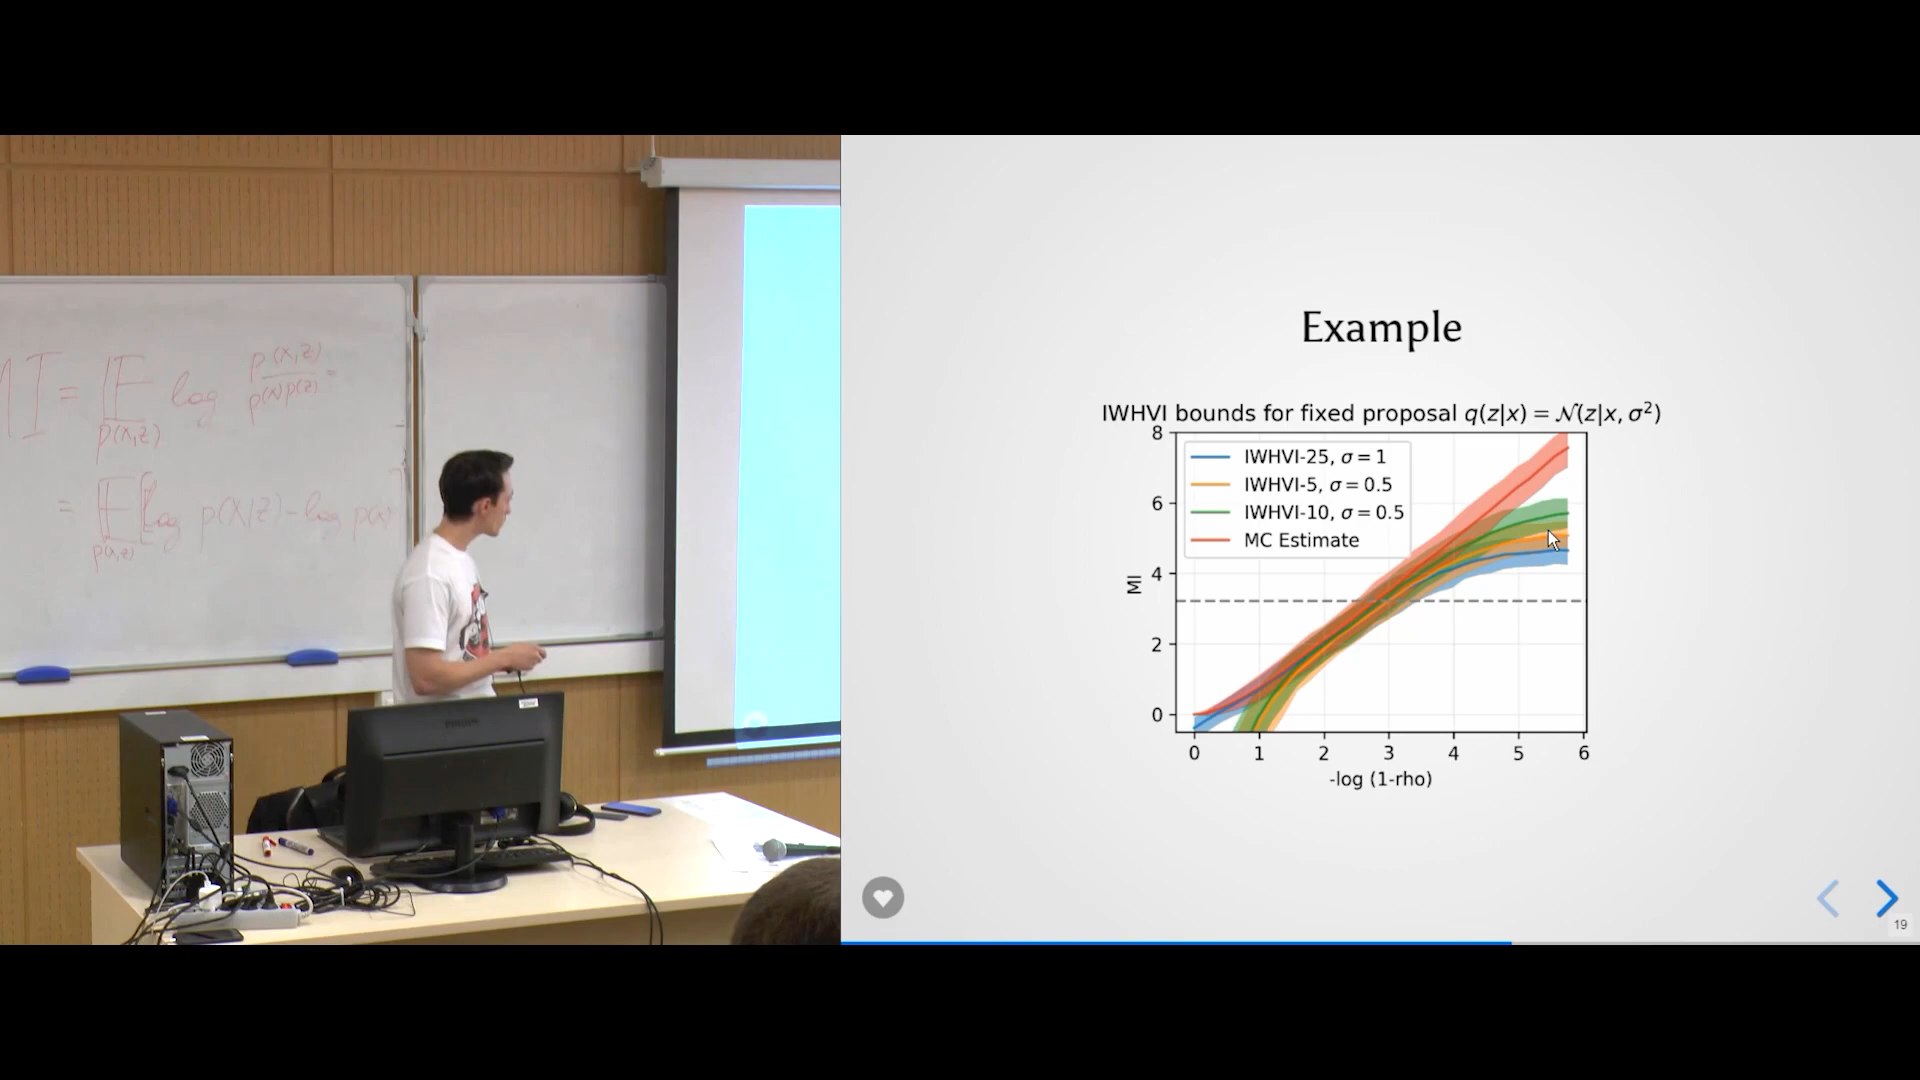 MI = E log p(x,z) / p(x)p(z) =
p(x,z)
= E [log p(x|z) - log p(x)]
p(x,z)
PHILIPS
Example
IWHVI bounds for fixed proposal q(z|x) = 𝒩(z|x, σ²)
IWHVI-25, σ = 1
IWHVI-5, σ = 0.5
IWHVI-10, σ = 0.5
MC Estimate
MI
8
6
4
2
0
0 1 2 3 4 5 6
-log (1-rho)
19